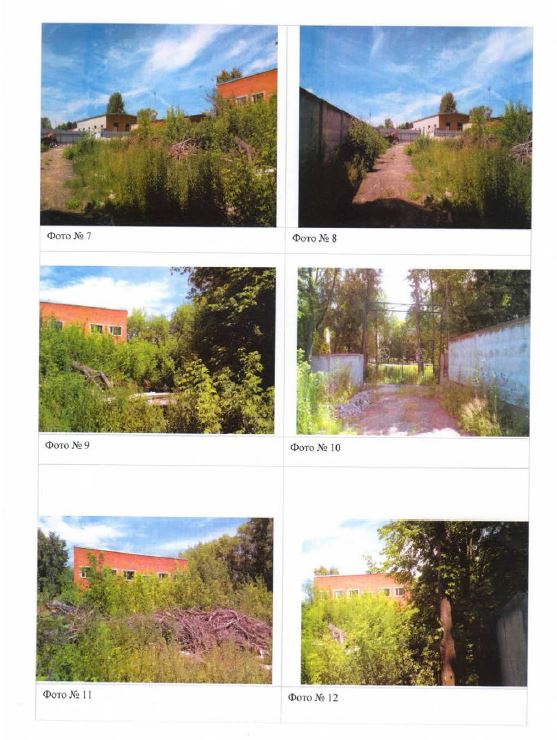 Фото № 7
Фото № 8
Фото № 9
Фото № 10
Фото № 11
Фото № 12